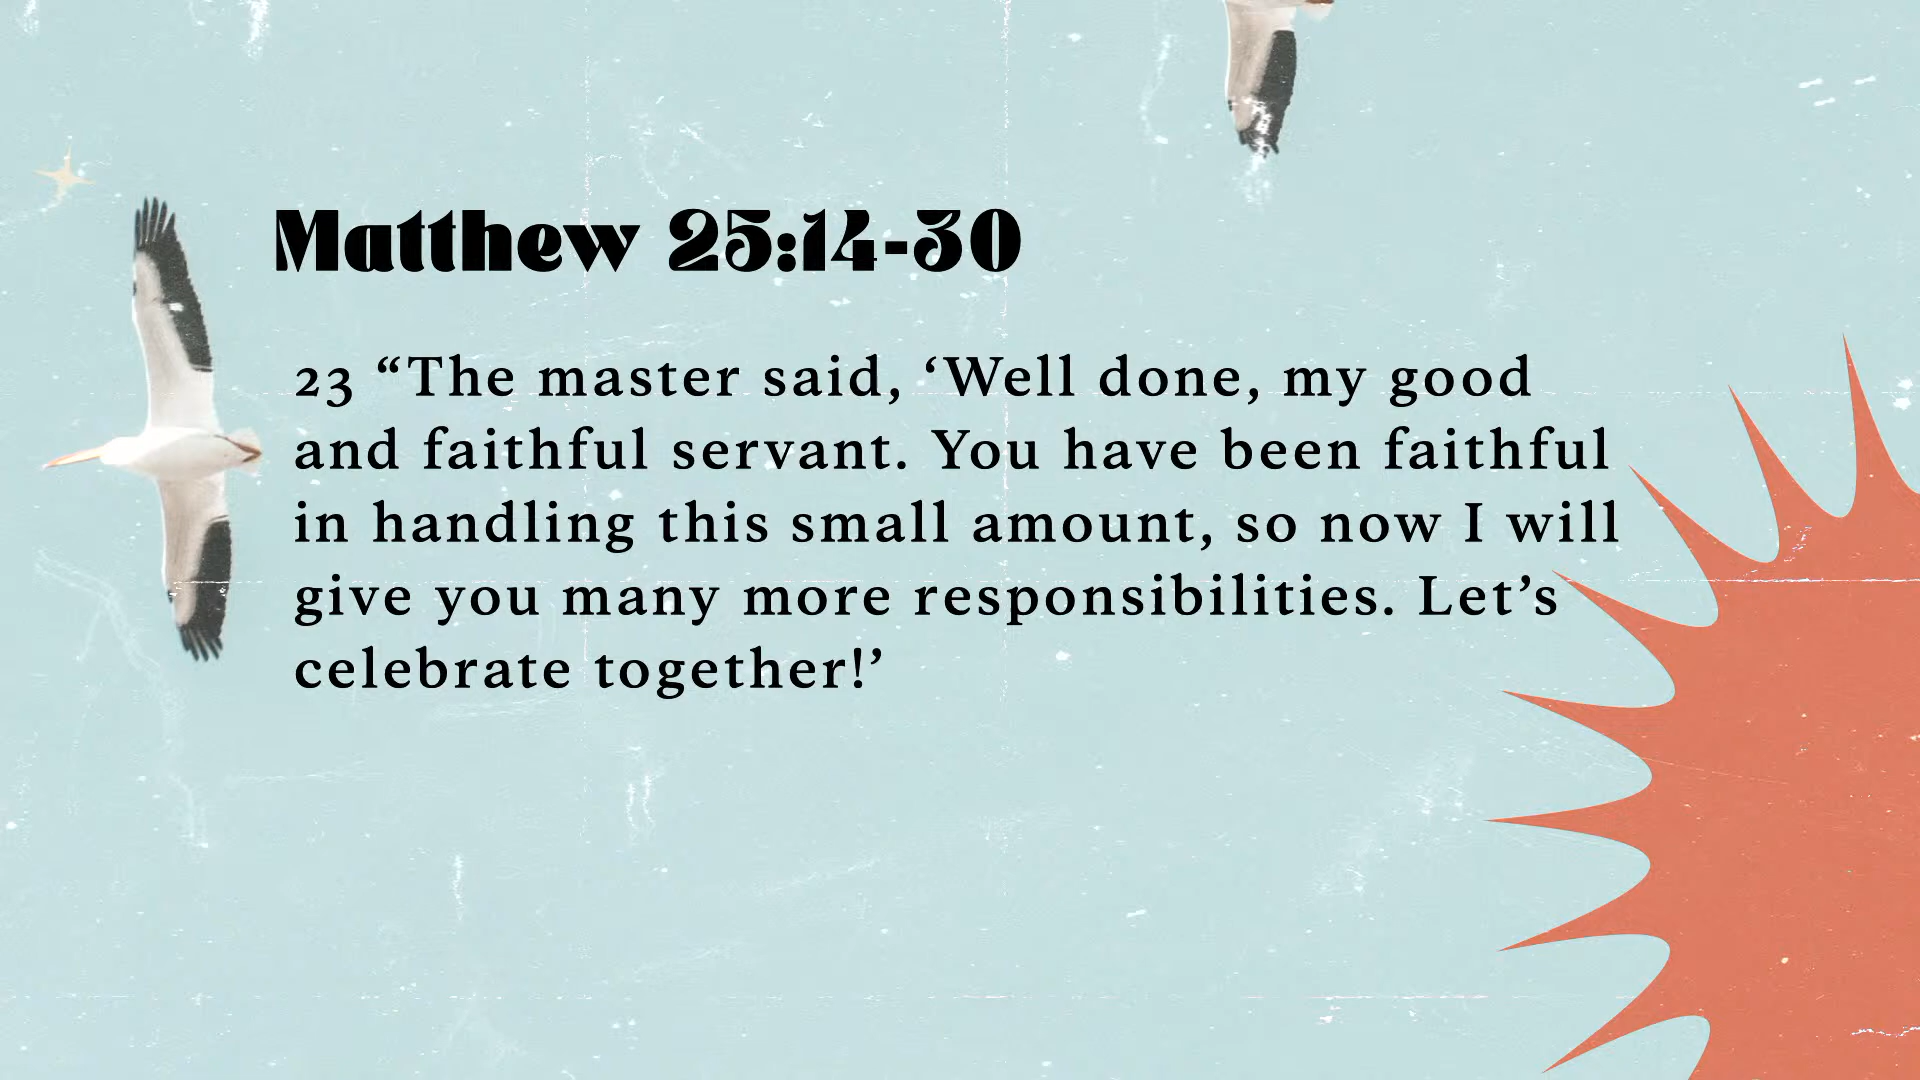 Matthew 25:14-30
23 “The master said, ‘Well done, my good
and faithful servant. You have been faithful
in handling this small amount, so now I will
give you many more responsibilities. Let’s
celebrate together!’